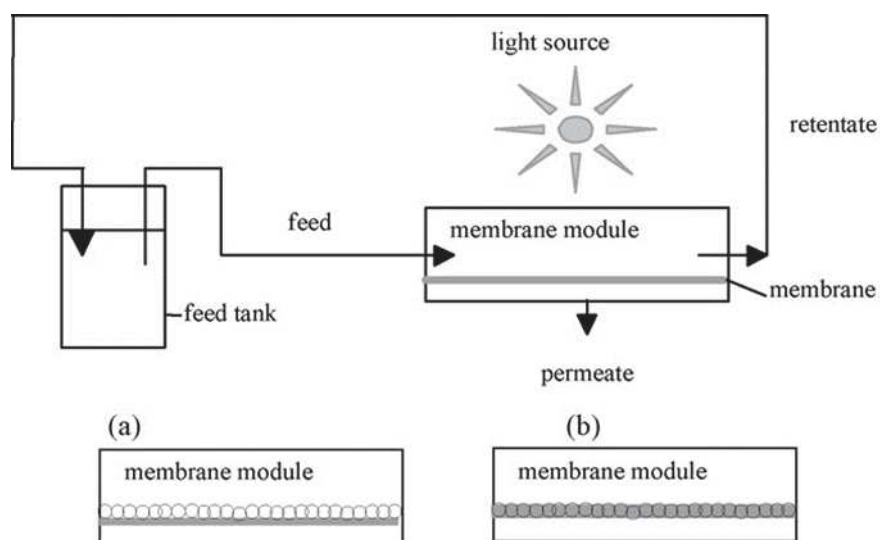 light source
retentate
feed
membrane module
membrane
feed tank
permeate
(a)
(b)
membrane module
membrane module